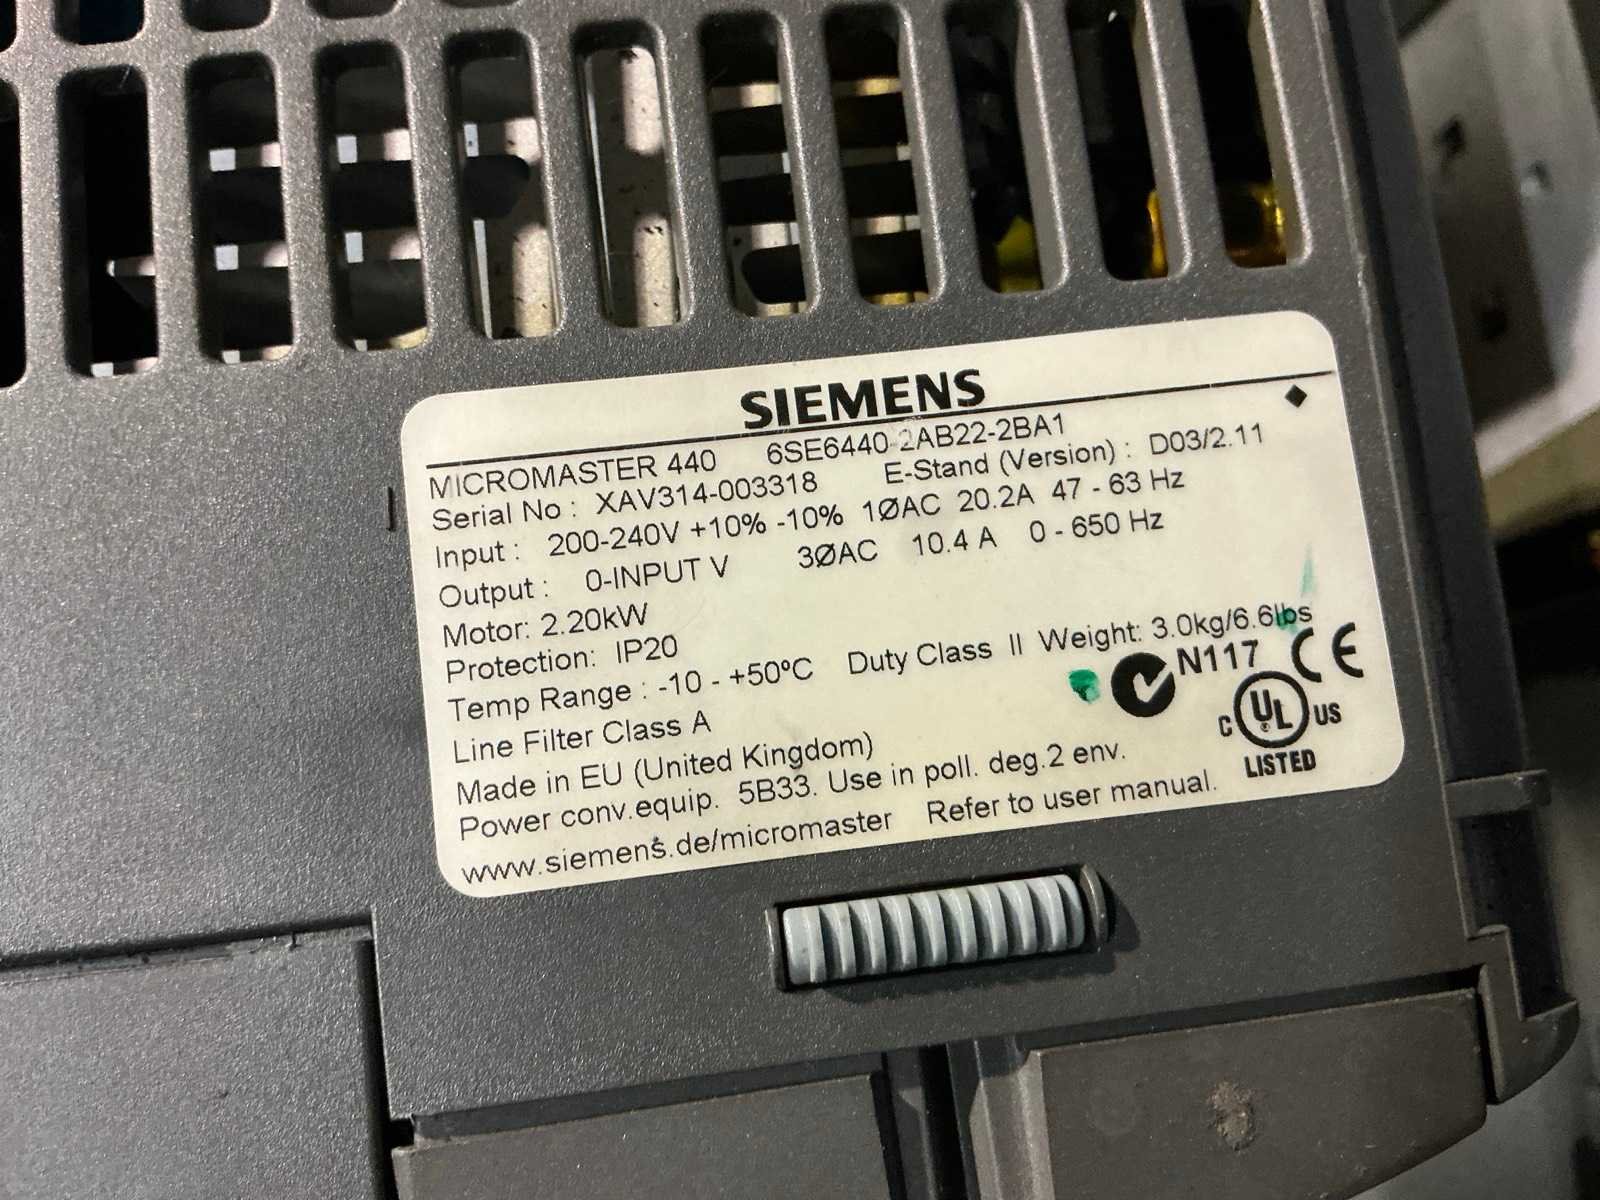 SIEMENS
MICROMASTER 440 6SE6440-2AB22-2BA1
Serial No : XAV314-003318 E-Stand (Version) : D03/2.11
Input : 200-240V +10% -10% 1ØAC 20.2A 47 - 63 Hz
Output : 0-INPUT V 3ØAC 10.4 A 0 - 650 Hz
Motor: 2.20kW
Protection: IP20
Temp Range : -10 - +50ºC Duty Class II Weight: 3.0kg/6.6lbs
Line Filter Class A
N117 CE
Made in EU (United Kingdom)
C UL US
Power conv.equip. 5B33. Use in poll. deg.2 env.
LISTED
www.siemens.de/micromaster Refer to user manual.